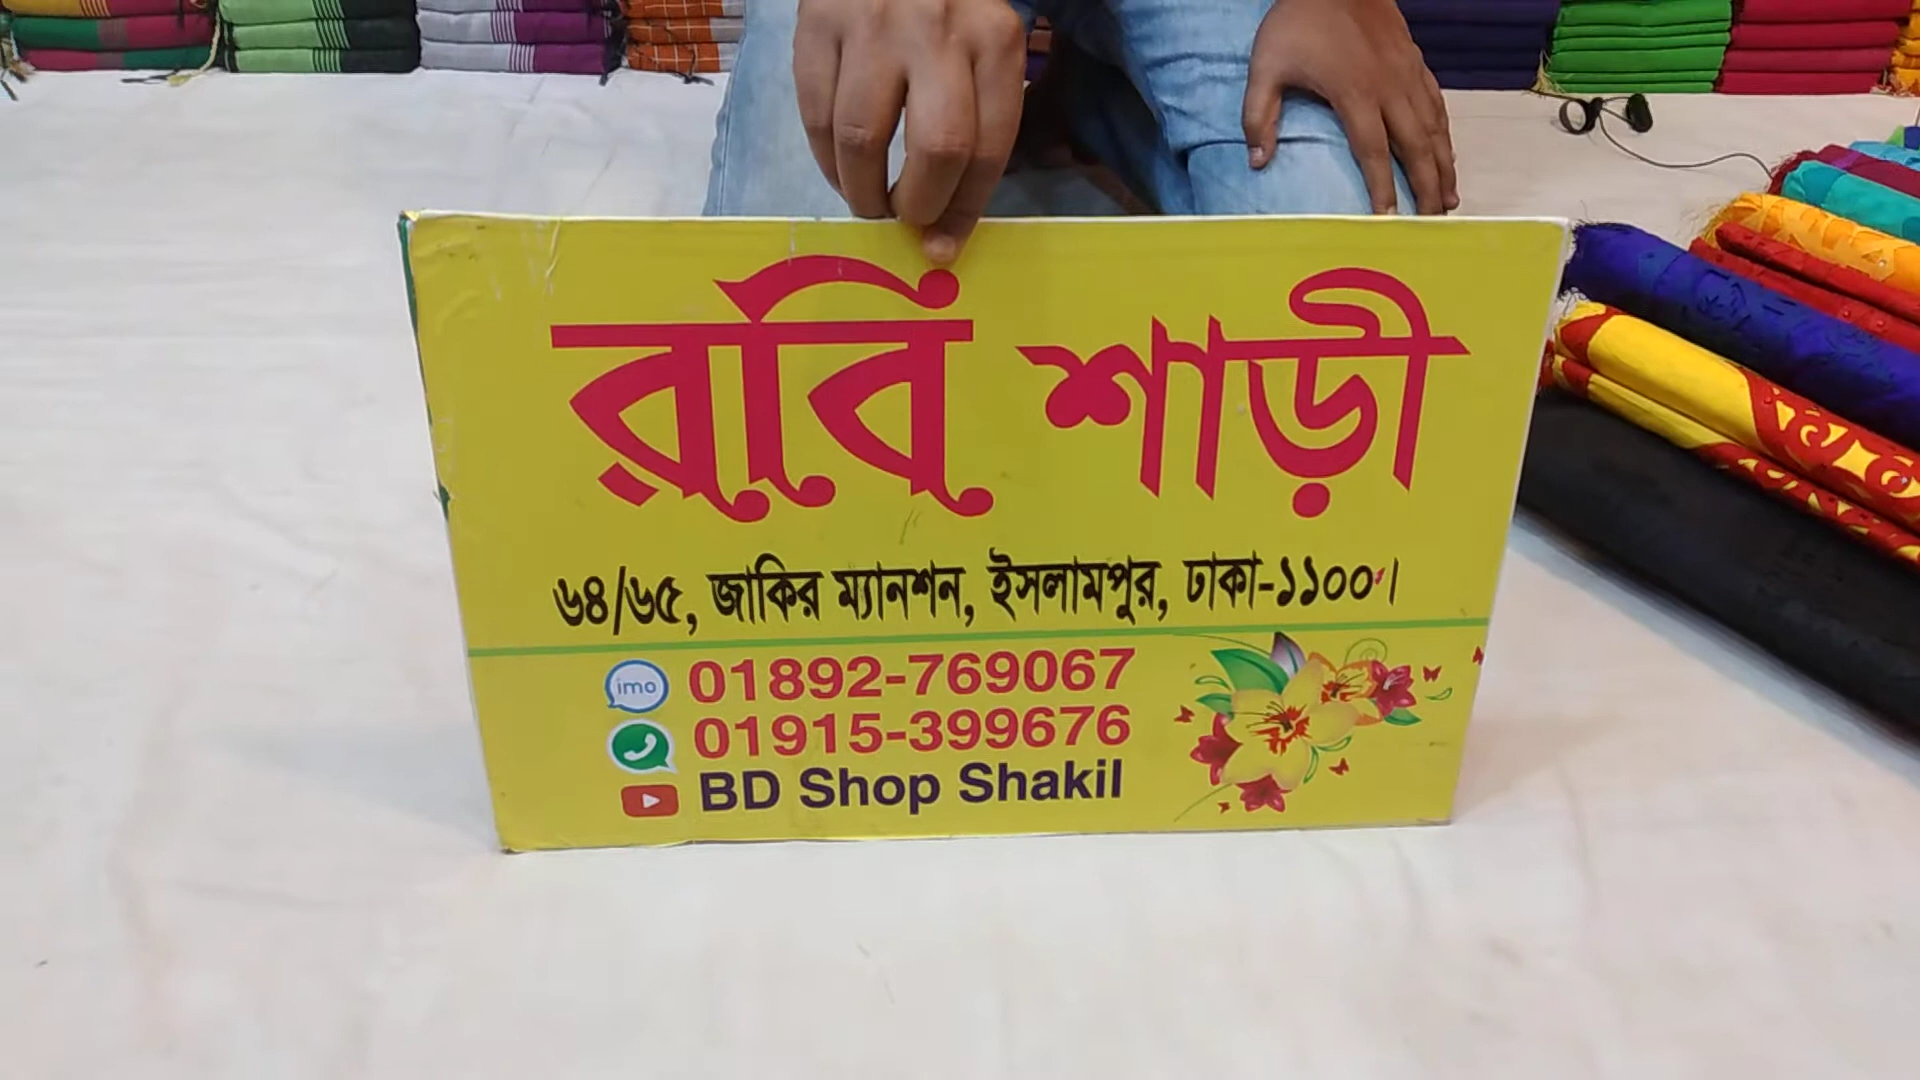 রবি শাড়ী
৬৪/৬৫, জাকির ম্যানশন, ইসলামপুর, ঢাকা-১১০০।
imo 01892-769067
01915-399676
BD Shop Shakil